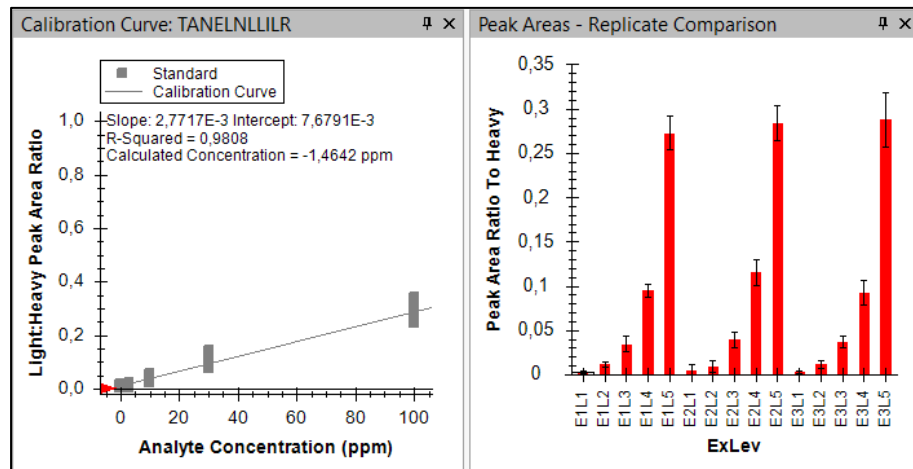 Calibration Curve: TANELNLLILR
Standard
Calibration Curve
Slope: 2,7717E-3 Intercept: 7,6791E-3
R-Squared = 0,9808
Calculated Concentration = -1,4642 ppm
Light:Heavy Peak Area Ratio
1,0
0,8
0,6
0,4
0,2
0,0
0 20 40 60 80 100
Analyte Concentration (ppm)
Peak Areas - Replicate Comparison
Peak Area Ratio To Heavy
0,35
0,3
0,25
0,2
0,15
0,1
0,05
0
E1L1 E1L2 E1L3 E1L4 E1L5 E2L1 E2L2 E2L3 E2L4 E2L5 E3L1 E3L2 E3L3 E3L4 E3L5
ExLev